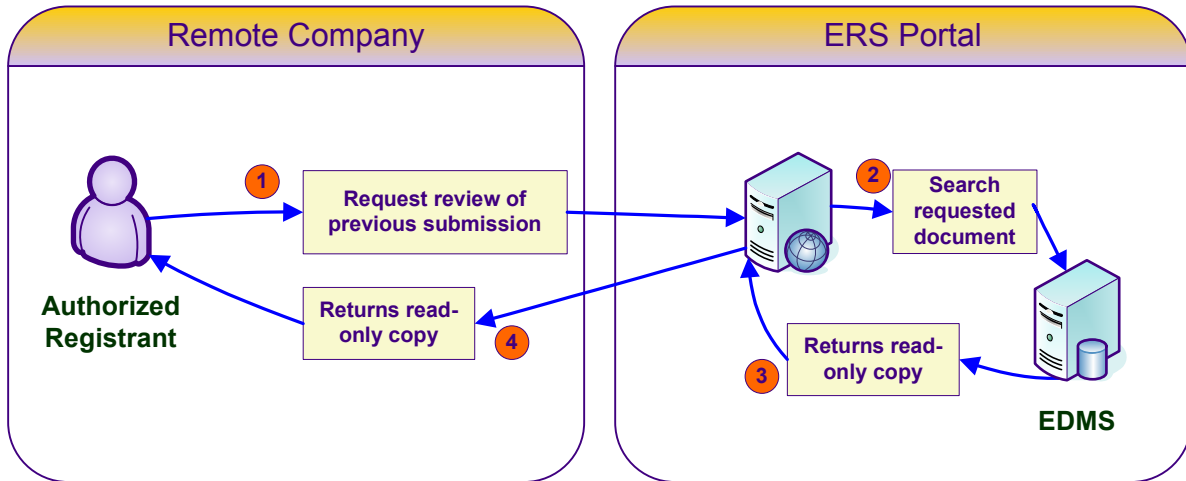 Remote Company
ERS Portal
1
Request review of
previous submission
2
Search
requested
document
Authorized
Registrant
Returns read-
only copy
4
3
Returns read-
only copy
EDMS